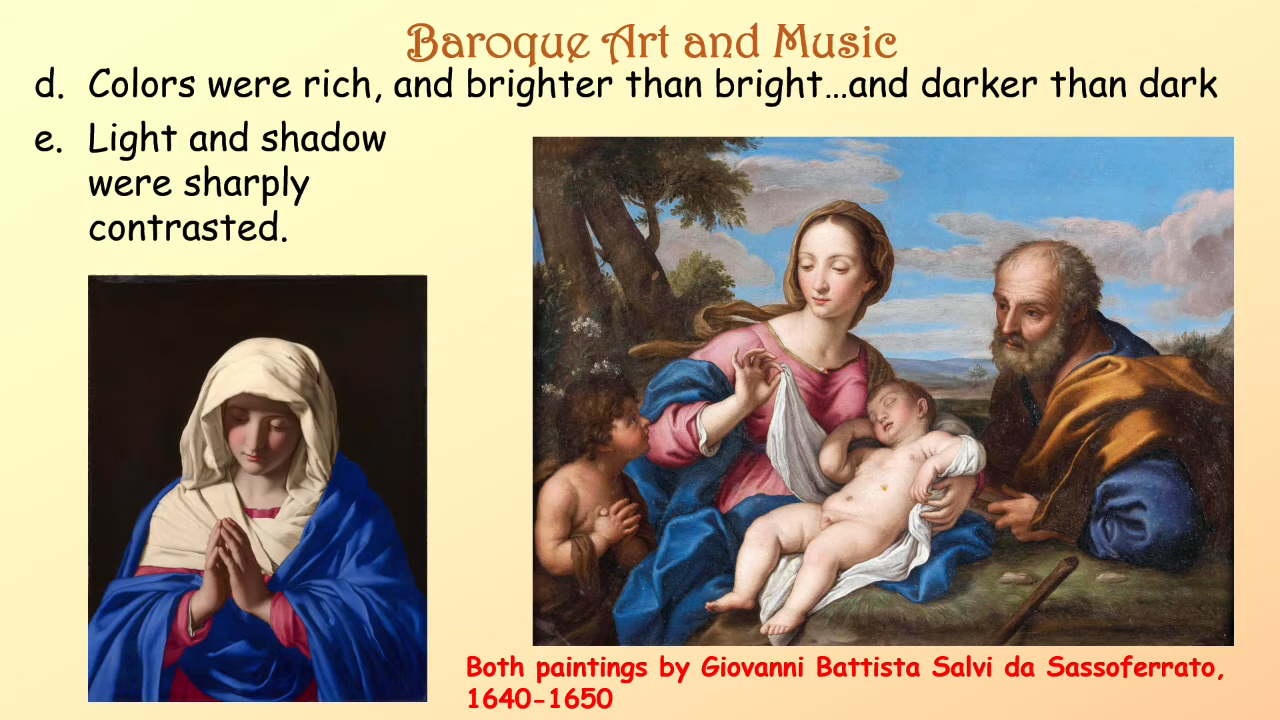 Baroque Art and Music
d. Colors were rich, and brighter than bright…and darker than dark
e. Light and shadow
were sharply
contrasted.
Both paintings by Giovanni Battista Salvi da Sassoferrato,
1640-1650